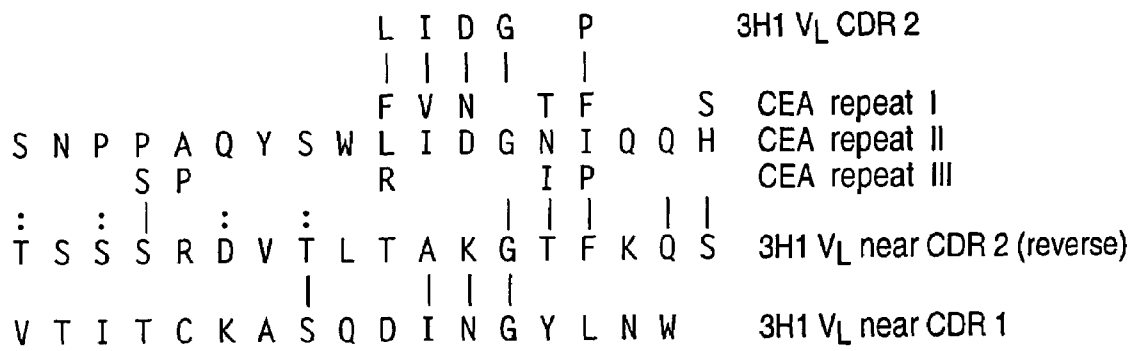 L I D G P 3H1 VL CDR 2
F V N T F S CEA repeat I
S N P P A Q Y S W L I D G N I Q Q H CEA repeat II
S P R I P CEA repeat III
T S S S R D V T L T A K G T F K Q S 3H1 VL near CDR 2 (reverse)
V T I T C K A S Q D I N G Y L N W 3H1 VL near CDR 1